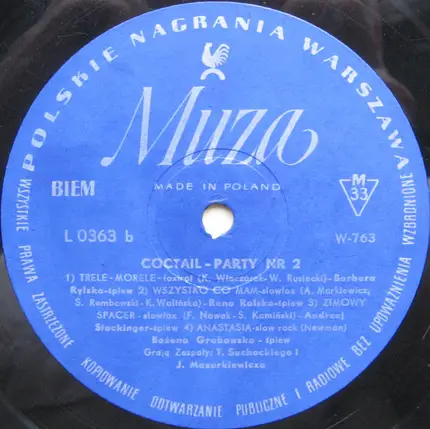 POLSKIE NAGRANIA WARSZAWA
Muza
MADE IN POLAND
BIEM
M
33
L 0363 b
W-763
COCTAIL - PARTY NR 2
1) TRELE - MORELE - foxtrot (K. Wieczorek - W. Rusiecki) - Barbara
Rylska - śpiew 2) WSZYSTKO CO MAM - slowfox (A. Markiewicz,
S. Rembowski - K. Wolińska) - Rena Rolska - śpiew 3) ZIMOWY
SPACER - slowfox (F. Nowak - S. Kamiński) - Andrzej
Stockinger - śpiew 4) ANASTASIA - slow rock (Newman)
Bożena Grabowska - śpiew
Grają Zespoły: T. Suchockiego i
J. Mazurkiewicza
WSZYSTKIE PRAWA ZASTRZEŻONE KOPIOWANIE ODTWARZANIE PUBLICZNE I RADIOWE BEZ UPOWAŻNIENIA WZBRONIONE